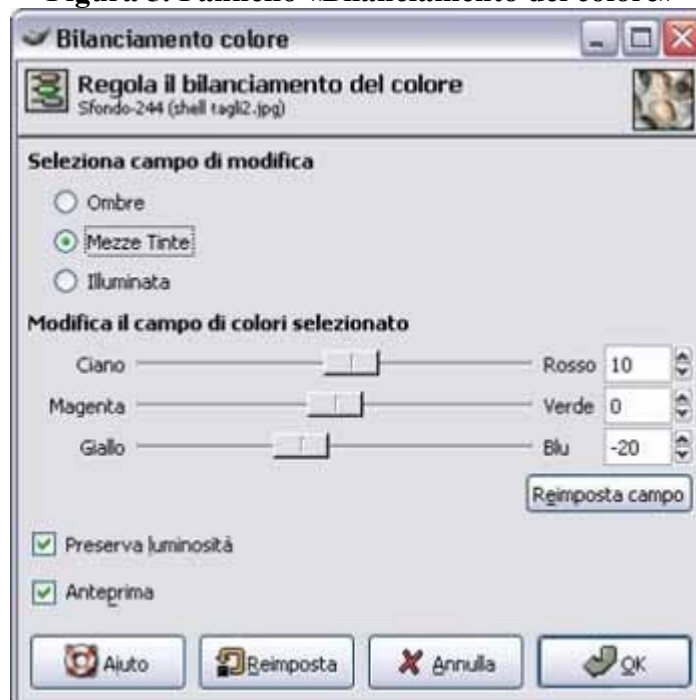 Bilanciamento colore
Regola il bilanciamento del colore
Sfondo-244 (shell tagli2.jpg)
Seleziona campo di modifica
Ombre
Mezze Tinte
Illuminata
Modifica il campo di colori selezionato
Ciano Rosso 10
Magenta Verde 0
Giallo Blu -20
Reimposta campo
Preserva luminosità
Anteprima
Aiuto Reimposta Annulla OK